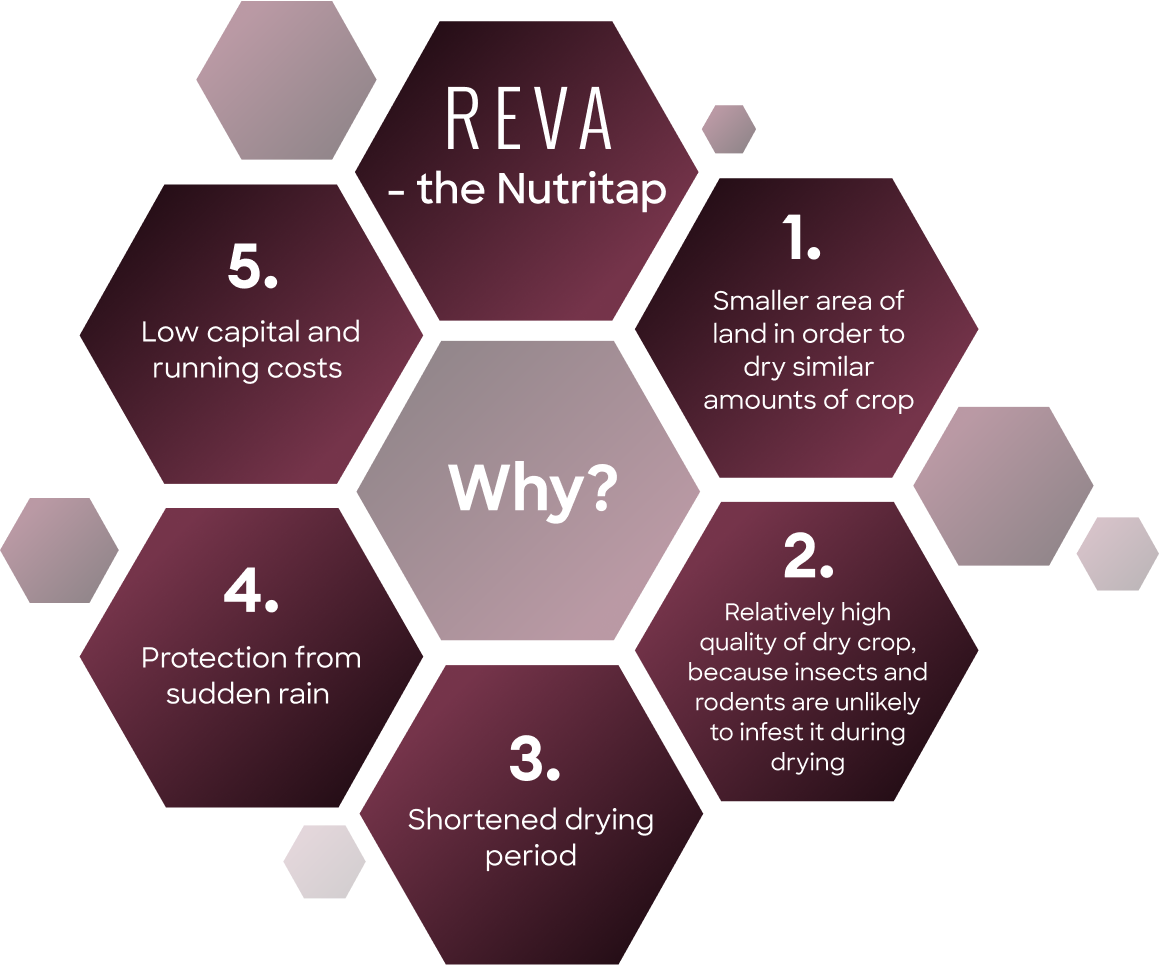 REVA
- the Nutritap
Why?
1.
Smaller area of
land in order to
dry similar
amounts of crop
2.
Relatively high
quality of dry crop,
because insects and
rodents are unlikely
to infest it during
drying
3.
Shortened drying
period
4.
Protection from
sudden rain
5.
Low capital and
running costs